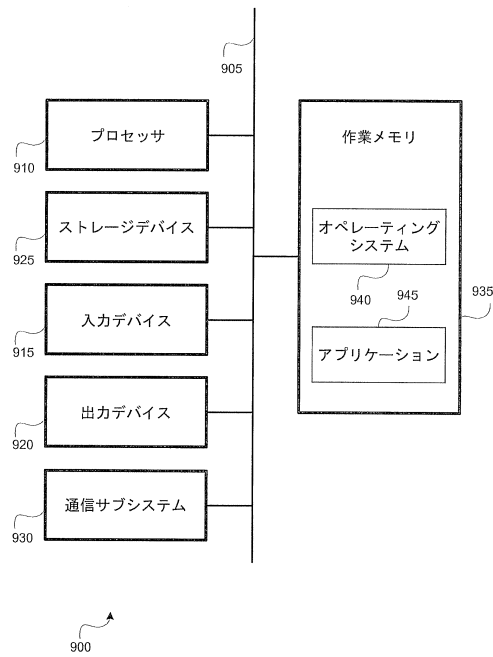 905
プロセッサ
910
ストレージデバイス
925
入力デバイス
915
出力デバイス
920
通信サブシステム
930
作業メモリ
オペレーティング
システム
940
945
935
アプリケーション
900